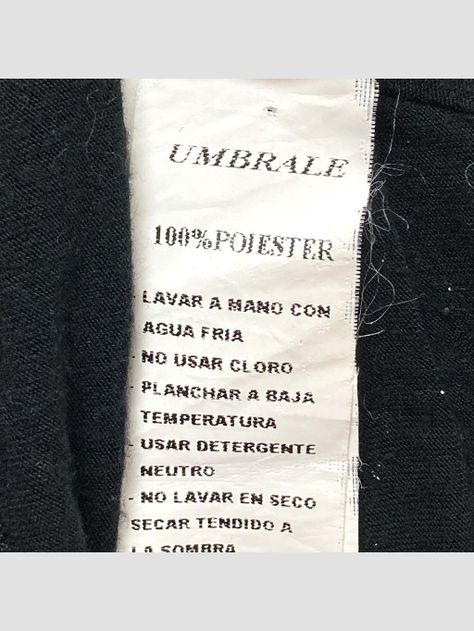 UMBRALE
100%POIESTER
- LAVAR A MANO CON
AGUA FRIA
- NO USAR CLORO
- PLANCHAR A BAJA
TEMPERATURA
- USAR DETERGENTE
NEUTRO
- NO LAVAR EN SECO
SECAR TENDIDO A
LA SOMBRA